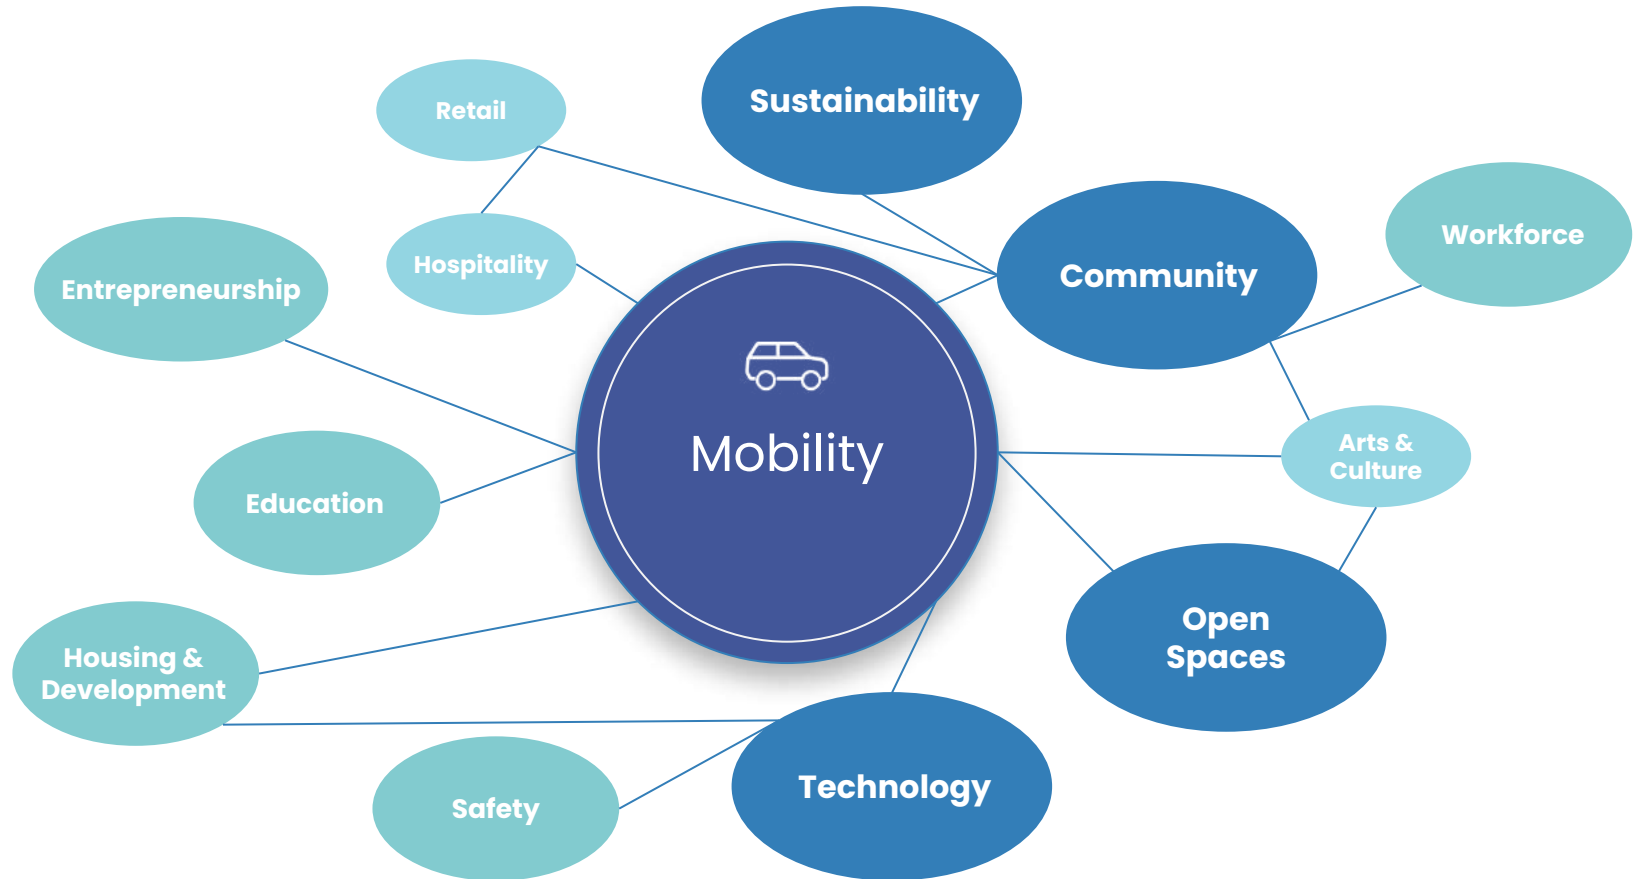 Sustainability
Retail
Workforce
Hospitality
Community
Entrepreneurship
Mobility
Arts &
Culture
Education
Open
Spaces
Housing &
Development
Technology
Safety